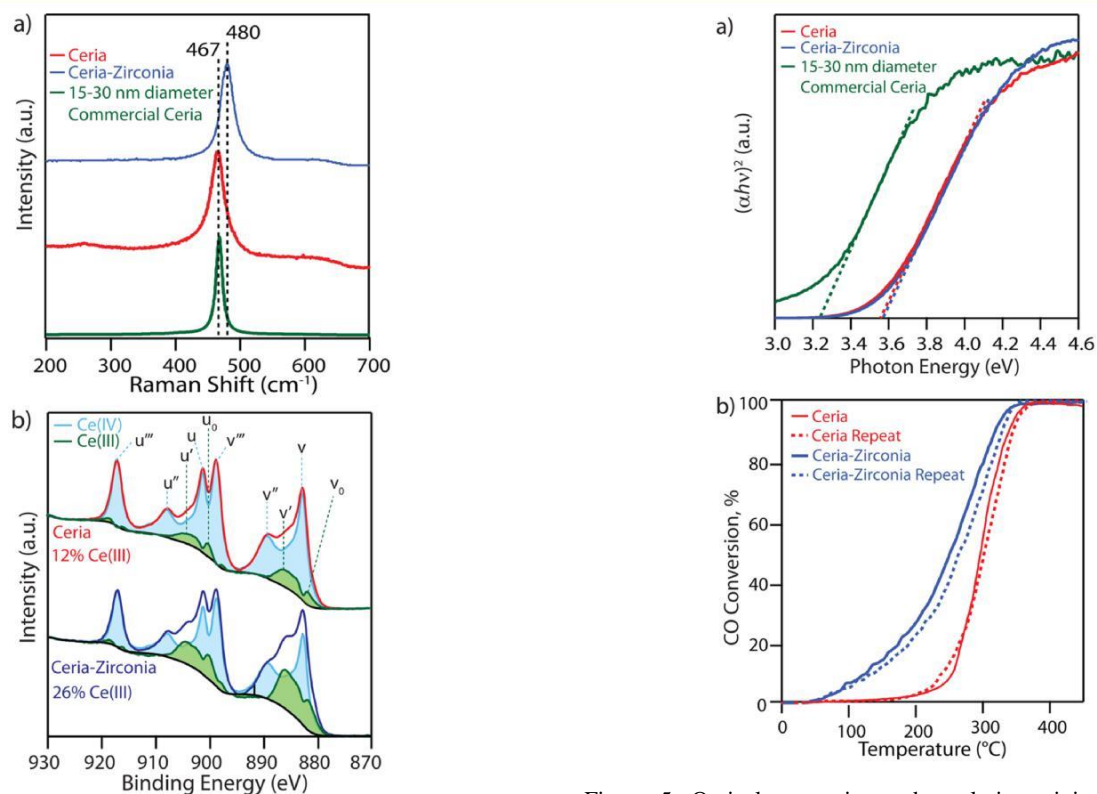 a)
467
480
Ceria
Ceria-Zirconia
15-30 nm diameter
Commercial Ceria
Intensity (a.u.)
200 300 400 500 600 700
Raman Shift (cm⁻¹)
b)
Ce(IV)
Ce(III)
u‴
u″
u′
u
u₀
v‴
v″
v′
v
v₀
Ceria
12% Ce(III)
Ceria-Zirconia
26% Ce(III)
Intensity (a.u.)
930 920 910 900 890 880 870
Binding Energy (eV)
a)
Ceria
Ceria-Zirconia
15-30 nm diameter
Commercial Ceria
(αhν)² (a.u.)
3.0 3.2 3.4 3.6 3.8 4.0 4.2 4.4 4.6
Photon Energy (eV)
b)
Ceria
Ceria Repeat
Ceria-Zirconia
Ceria-Zirconia Repeat
CO Conversion, %
100
80
60
40
20
0
0 100 200 300 400
Temperature (°C)